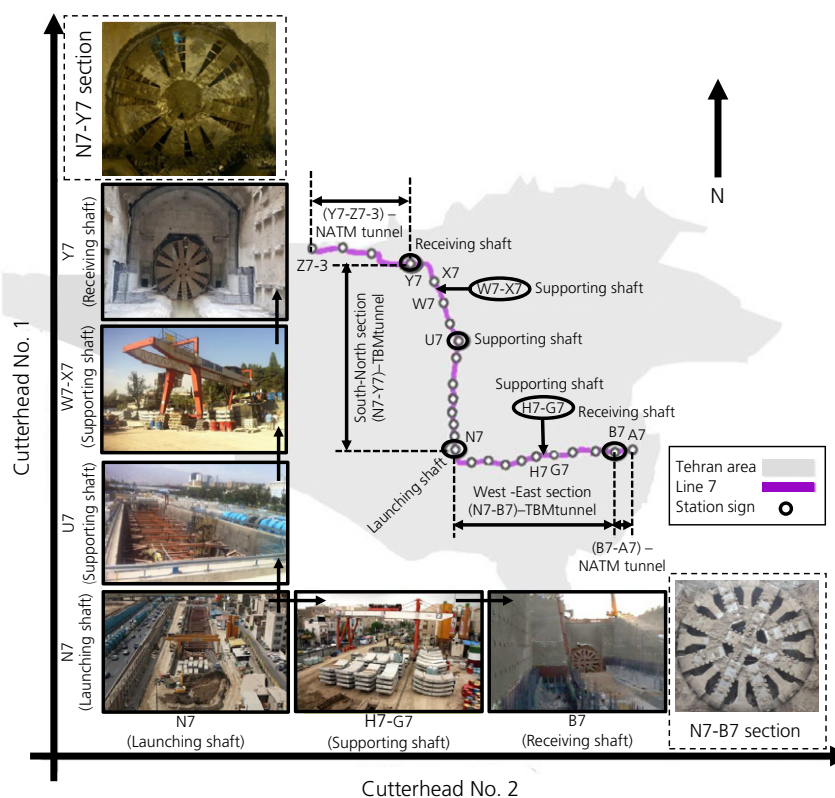 N7-Y7 section
(Y7-Z7-3) –
NATM tunnel
N
Receiving shaft
Z7-3
Y7
X7
W7-X7
Supporting shaft
W7
U7
Supporting shaft
South-North section
(N7-Y7)–TBMtunnel
Supporting shaft
H7-G7
Receiving shaft
N7
B7
A7
H7
G7
Launching shaft
West -East section
(N7-B7)–TBMtunnel
(B7-A7) –
NATM tunnel
Tehran area
Line 7
Station sign
Cutterhead No. 1
Y7
(Receiving shaft)
W7-X7
(Supporting shaft)
U7
(Supporting shaft)
N7
(Launching shaft)
N7
(Launching shaft)
H7-G7
(Supporting shaft)
B7
(Receiving shaft)
N7-B7 section
Cutterhead No. 2